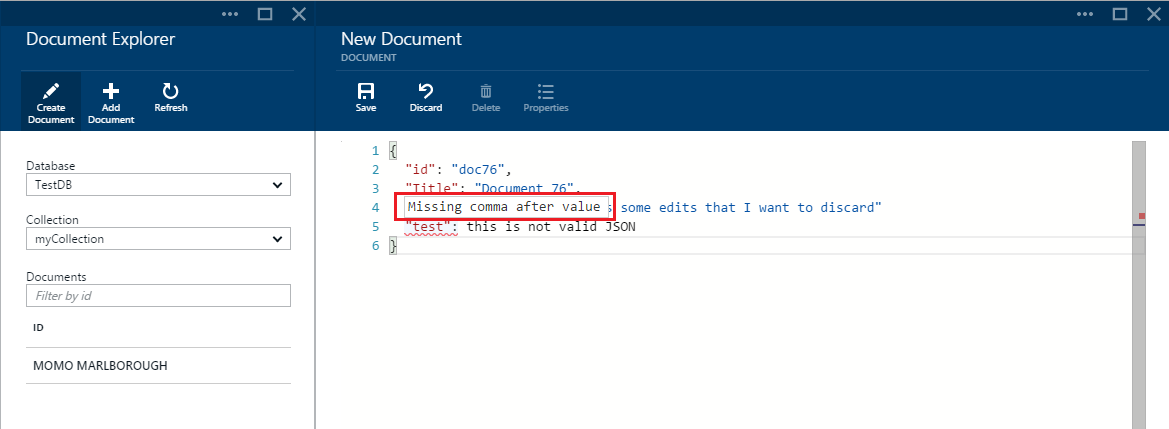 Document Explorer
Create Document
Add Document
Refresh
Database
TestDB
Collection
myCollection
Documents
Filter by id
ID
MOMO MARLBOROUGH
New Document
DOCUMENT
Save
Discard
Delete
Properties
1 {
2 "id": "doc76",
3 "Title": "Document 76",
4 Missing comma after value some edits that I want to discard"
5 "test": this is not valid JSON
6 }